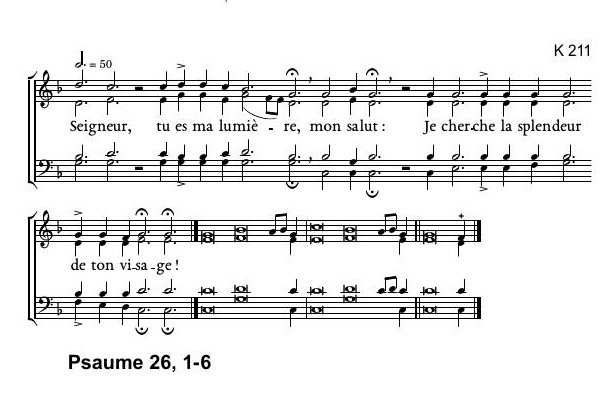 K 211
= 50
Seigneur, tu es ma lumiè - re, mon salut : Je cher-che la splendeur
de ton vi-sa-ge !
Psaume 26, 1-6